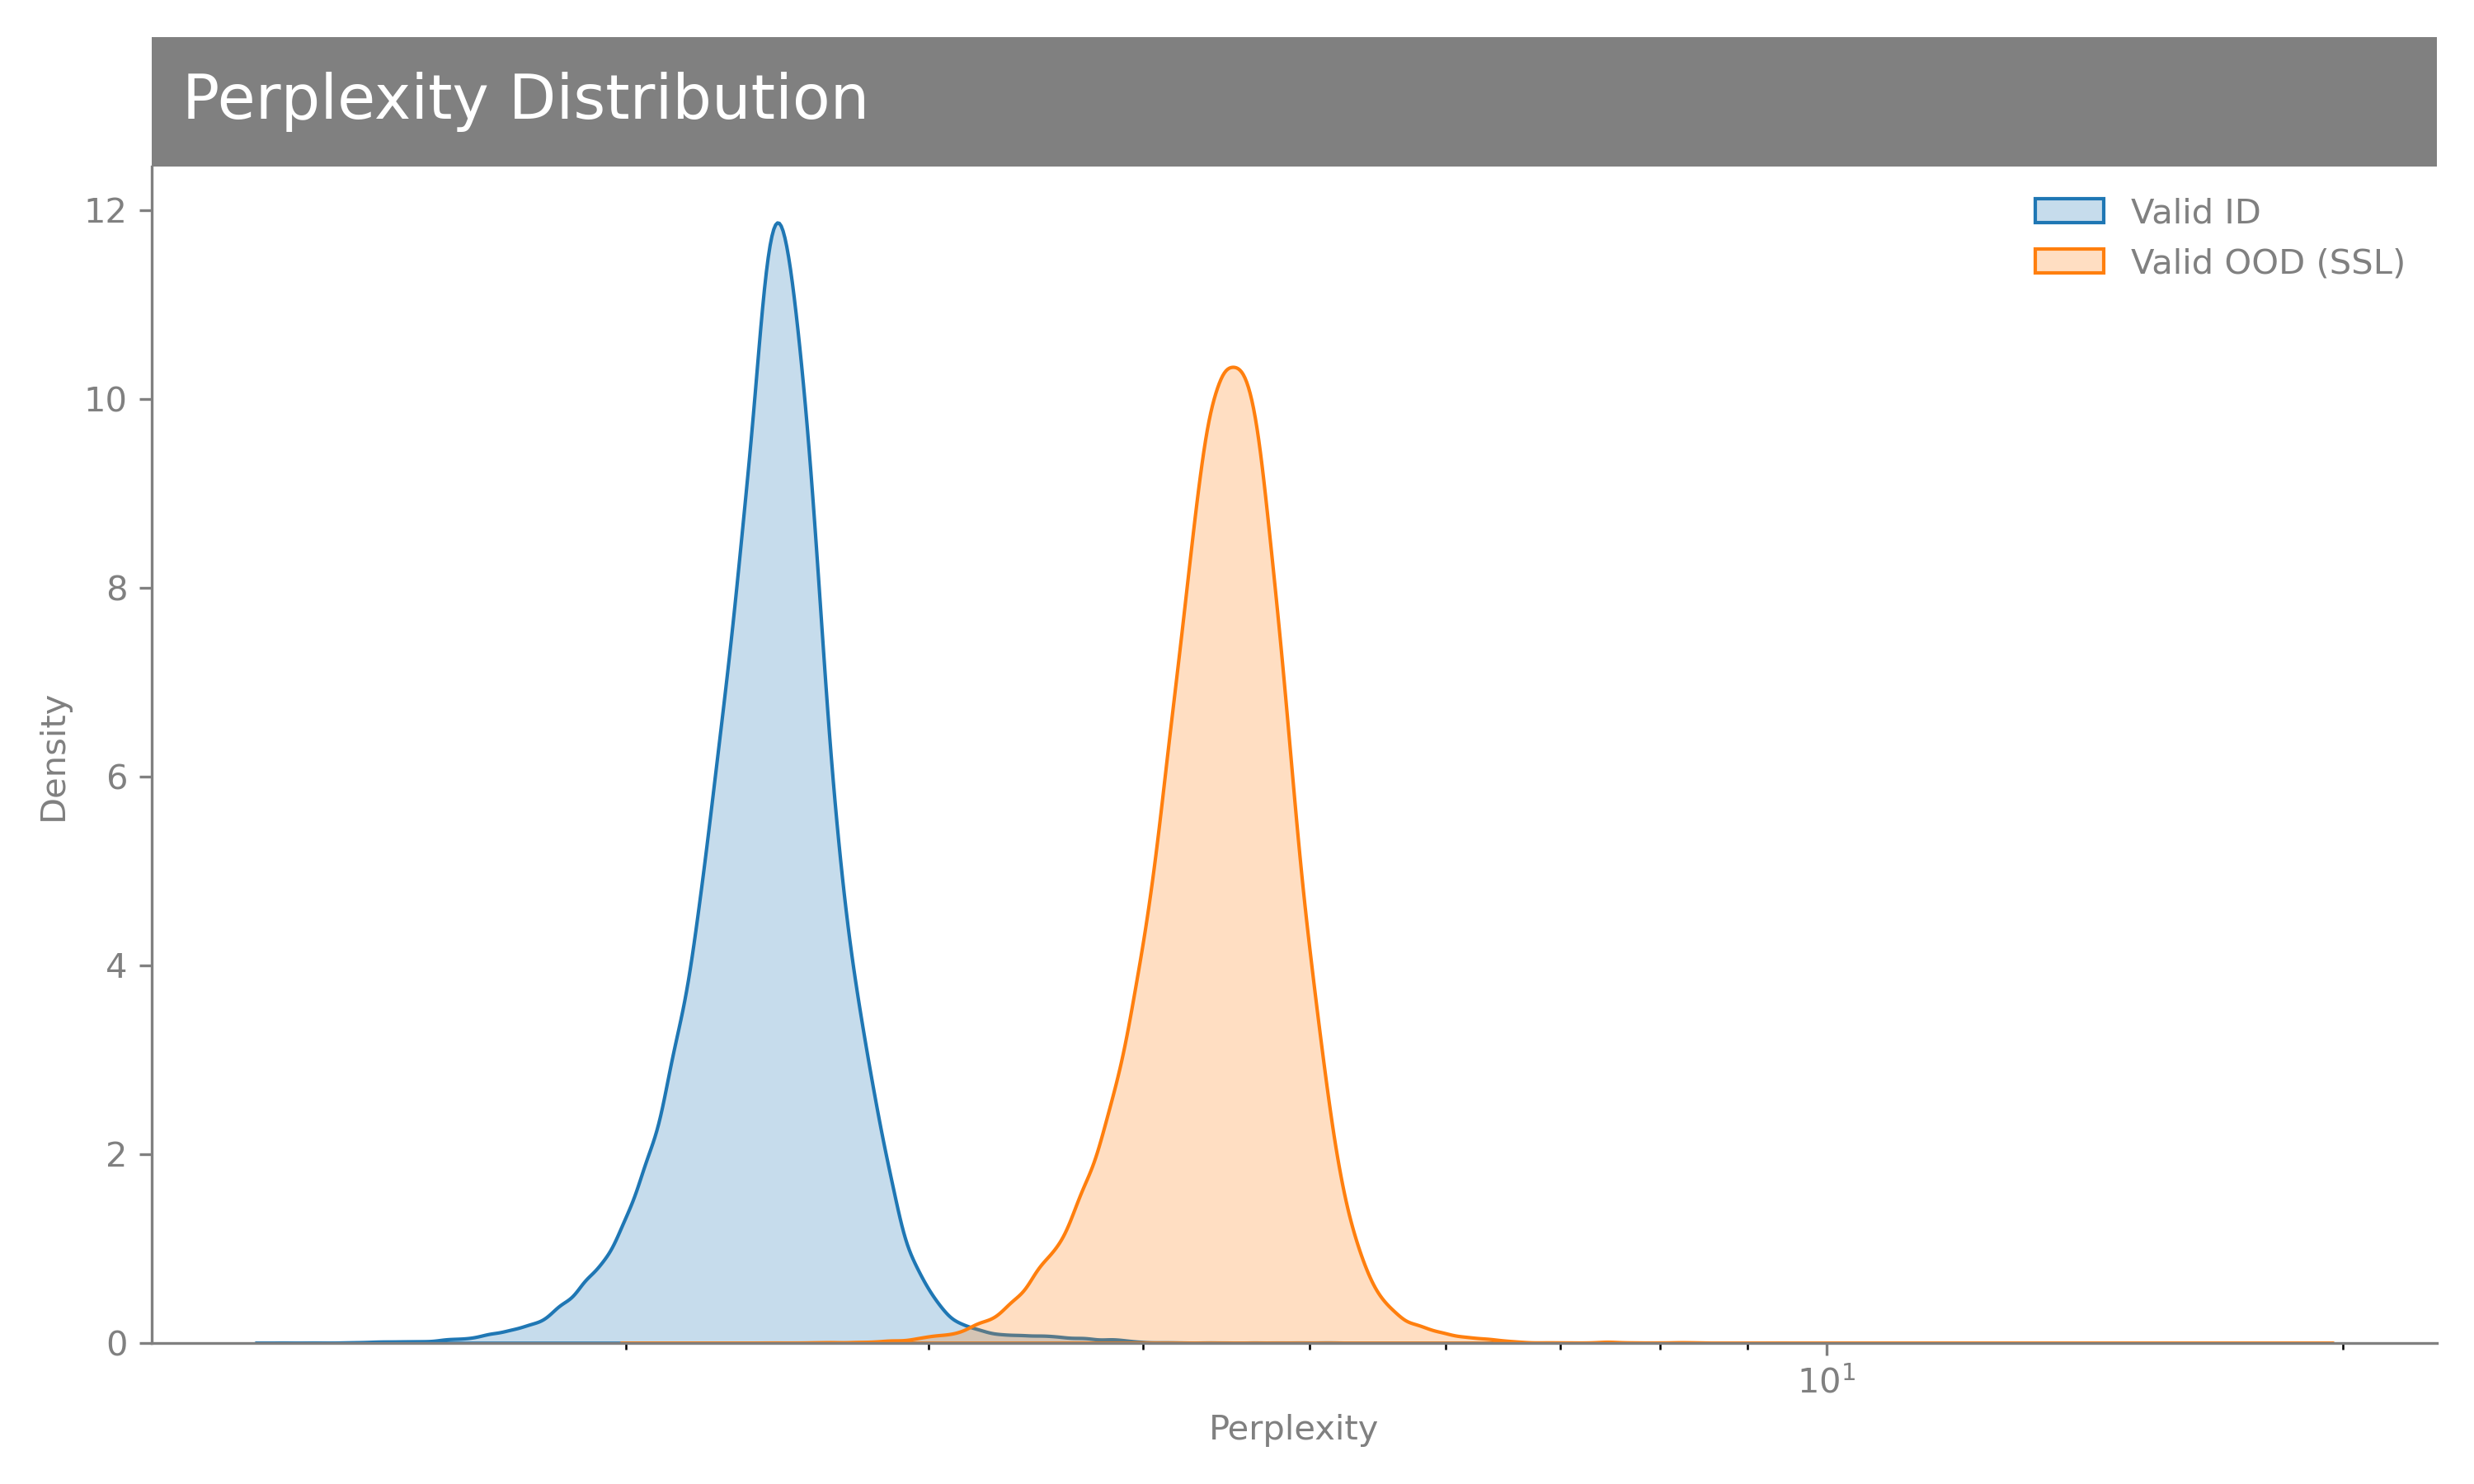 Perplexity Distribution
Valid ID
Valid OOD (SSL)
12
10
8
6
4
2
0
Density
10¹
Perplexity